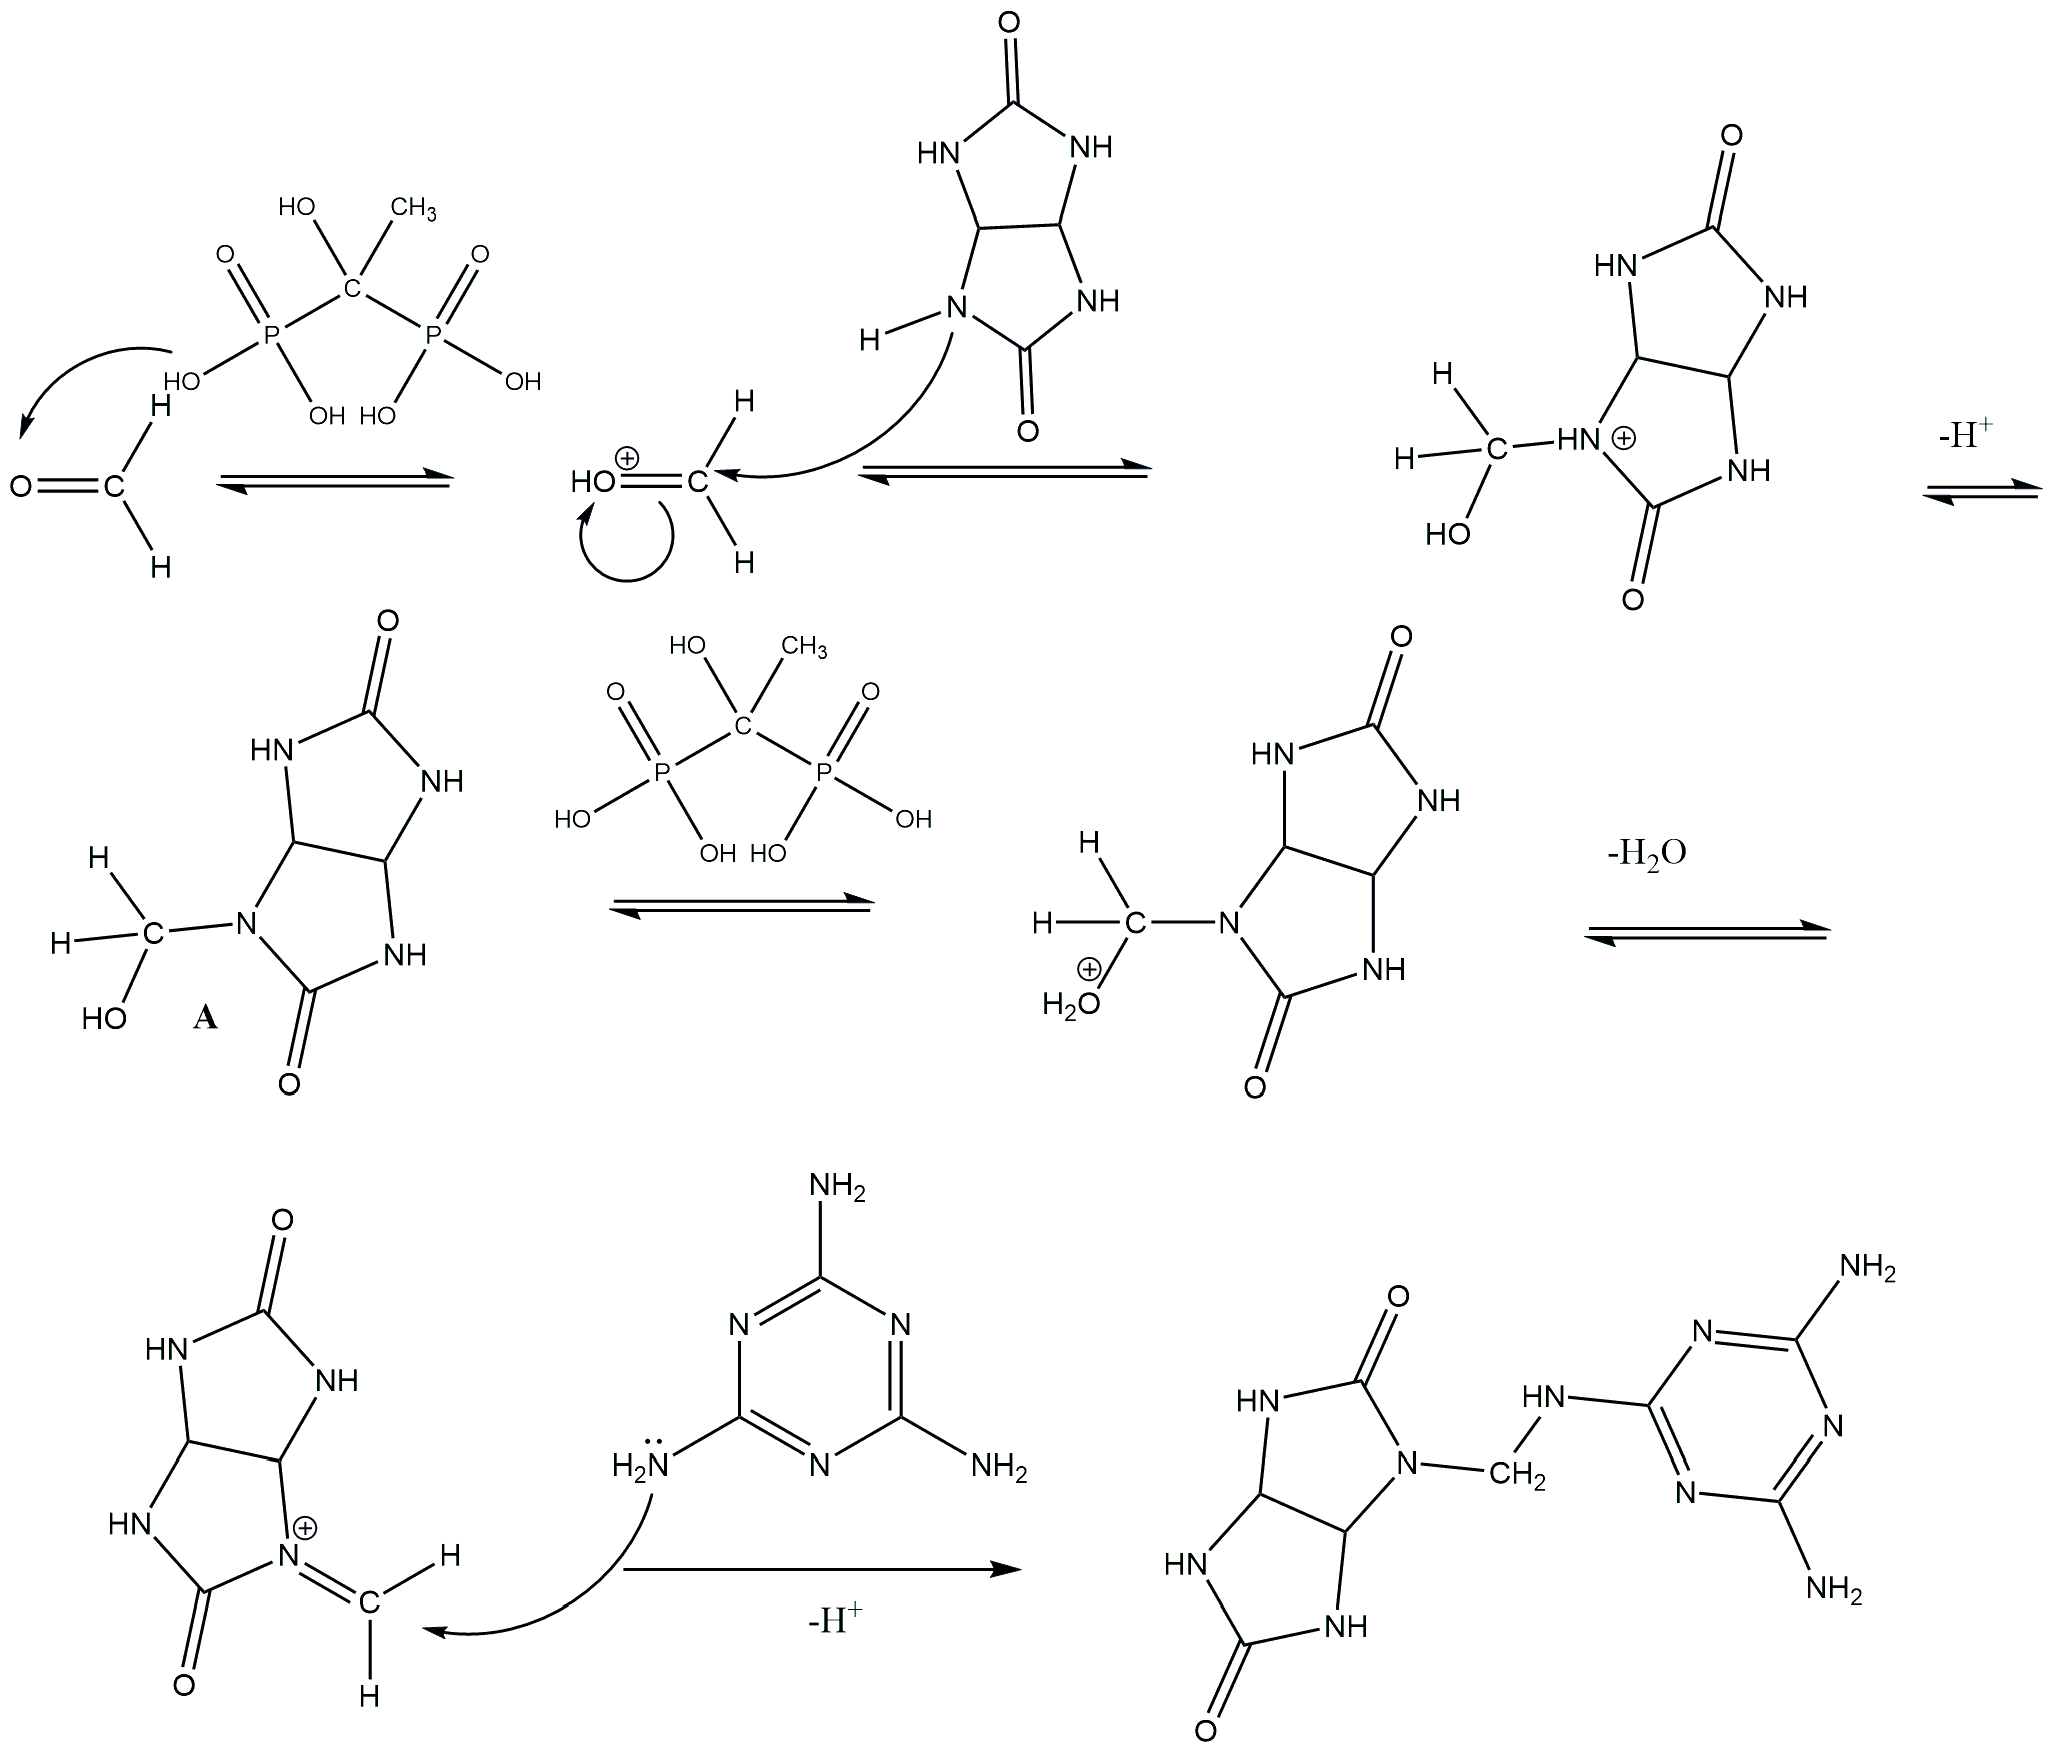 O
HN NH
N NH
H
O
HO CH3
O C O
P P
HO OH HO OH
H
O C
H
H
HO⊕ C
H
O
HN NH
H
H C HN⊕ NH
HO
O
-H+
O
HN NH
H
H C N NH
HO A
O
HO CH3
O C O
P P
HO OH HO OH
O
HN NH
H
H C N NH
⊕
H2O
O
-H2O
O
HN NH
HN N⊕ H
C
O H
NH2
N N
H2N̈ N NH2
-H+
O
HN N CH2 HN
HN NH
O
N NH2
N
N NH2